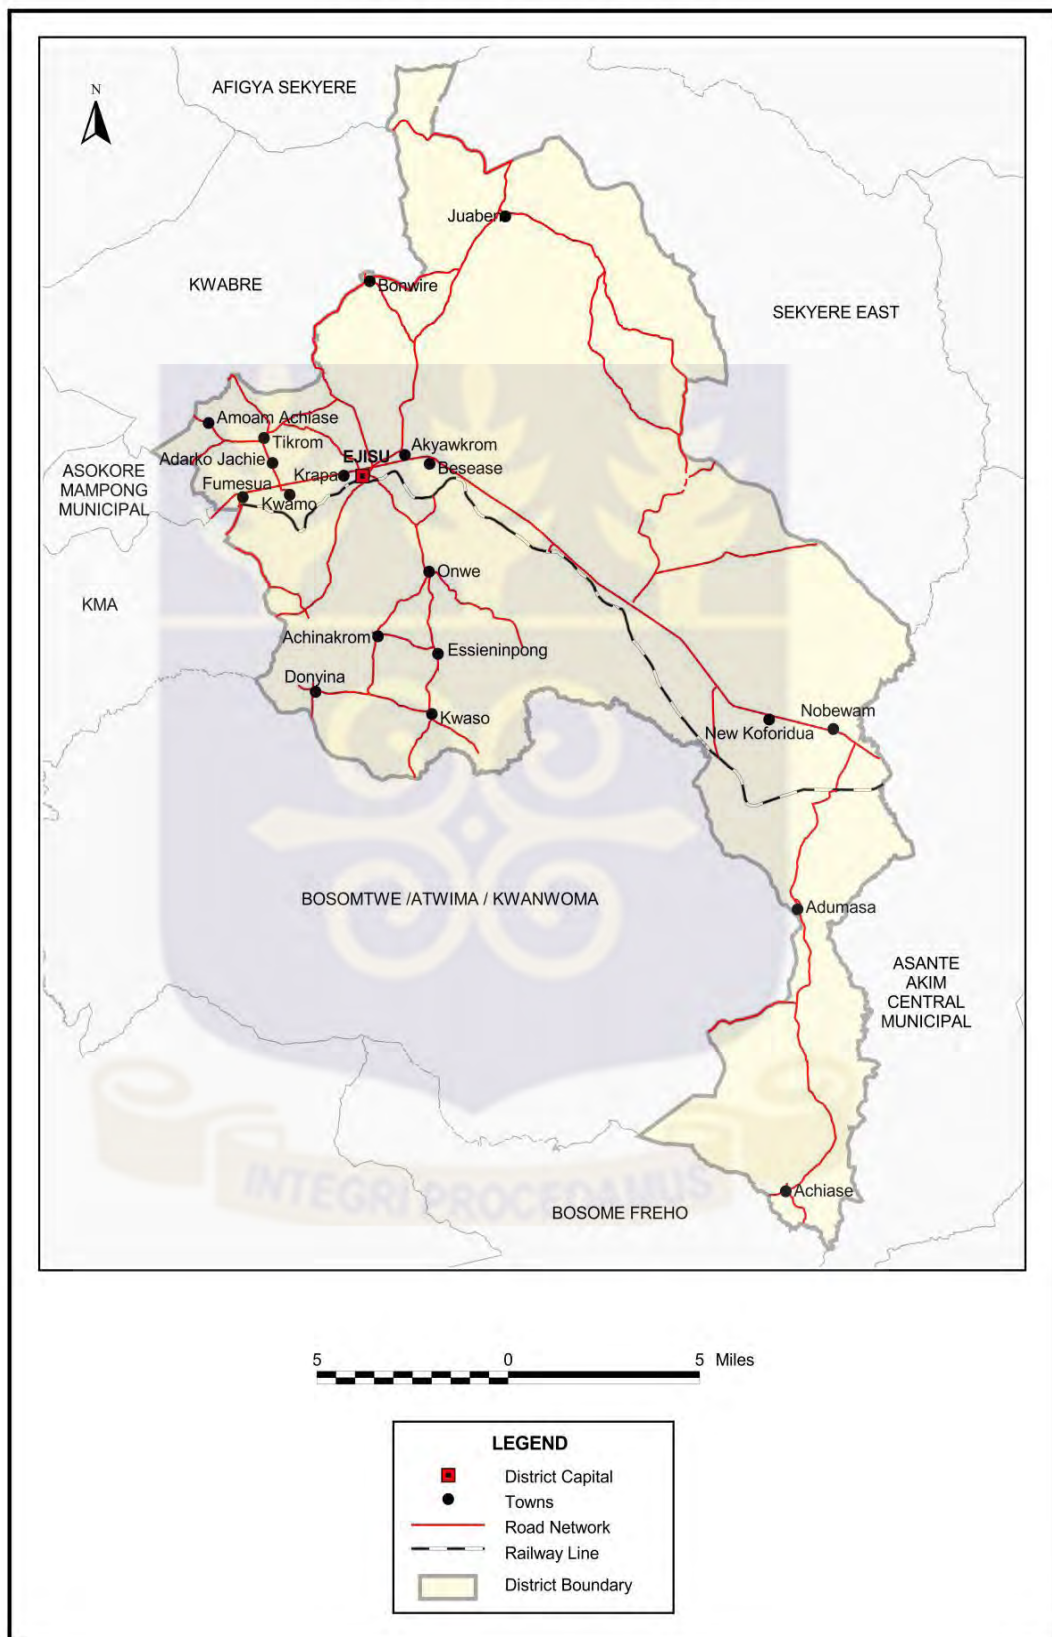 N
AFIGYA SEKYERE
Juaben
KWABRE
Bonwire
SEKYERE EAST
Amoam Achiase
Tikrom
Akyawkrom
EJISU
Adarko Jachie
Besease
Krapa
ASOKORE
MAMPONG
MUNICIPAL
Fumesua
Kwamo
Onwe
KMA
Achinakrom
Essieninpong
Donyina
Kwaso
Nobewam
New Koforidua
BOSOMTWE /ATWIMA / KWANWOMA
Adumasa
ASANTE
AKIM
CENTRAL
MUNICIPAL
INTEGRI PROCEDAMUS
Achiase
BOSOME FREHO
5 0 5 Miles
LEGEND
District Capital
Towns
Road Network
Railway Line
District Boundary